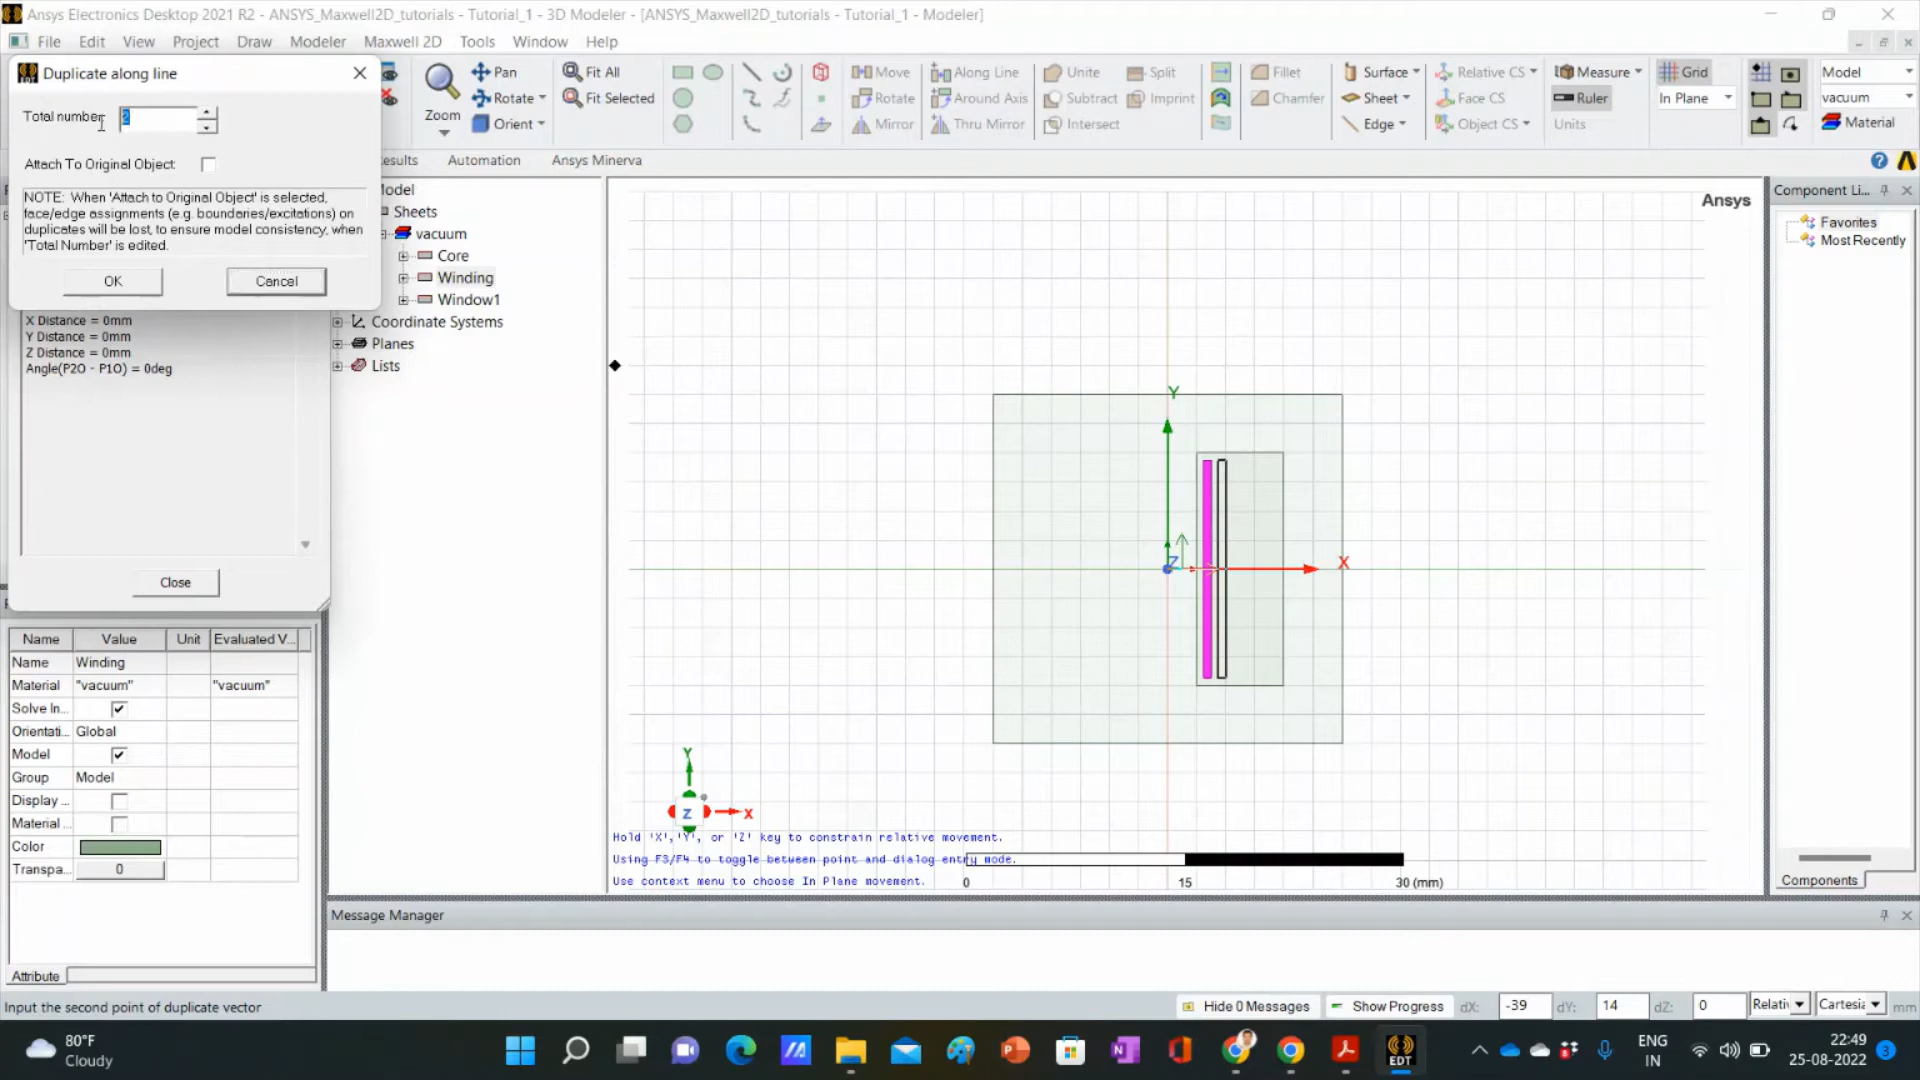 Ansys Electronics Desktop 2021 R2 - ANSYS_Maxwell2D_tutorials - Tutorial_1 - 3D Modeler - [ANSYS_Maxwell2D_tutorials - Tutorial_1 - Modeler]
File Edit View Project Draw Modeler Maxwell 2D Tools Window Help
Duplicate along line
Total number:
2
Attach To Original Object:
NOTE: When 'Attach to Original Object' is selected,
face/edge assignments (e.g. boundaries/excitations) on
duplicates will be lost, to ensure model consistency, when
'Total Number' is edited.
OK Cancel
X Distance = 0mm
Y Distance = 0mm
Z Distance = 0mm
Angle(P2O - P1O) = 0deg
Close
Zoom
Pan
Rotate
Orient
Fit All
Fit Selected
Move
Rotate
Mirror
Along Line
Around Axis
Thru Mirror
Unite
Subtract
Intersect
Split
Imprint
Fillet
Chamfer
Surface
Sheet
Edge
Relative CS
Face CS
Object CS
Measure
Ruler
Units
Grid
In Plane
Model
vacuum
Material
esults Automation Ansys Minerva
odel
Sheets
vacuum
Core
Winding
Window1
Coordinate Systems
Planes
Lists
Ansys
Y
Z
X
Y
Z
X
Hold 'X','Y', or 'Z' key to constrain relative movement.
Using F3/F4 to toggle between point and dialog entry mode.
Use context menu to choose In Plane movement.
0 15 30 (mm)
Component Li...
Favorites
Most Recently
Components
Name Value Unit Evaluated V...
Name Winding
Material "vacuum" "vacuum"
Solve In...
Orientati... Global
Model
Group Model
Display ...
Material ...
Color
Transpa... 0
Attribute
Message Manager
Input the second point of duplicate vector
Hide 0 Messages Show Progress dX: -39 dY: 14 dZ: 0 Relativ Cartesia mm
80°F
Cloudy
EDT
ENG
IN
22:49
25-08-2022
3